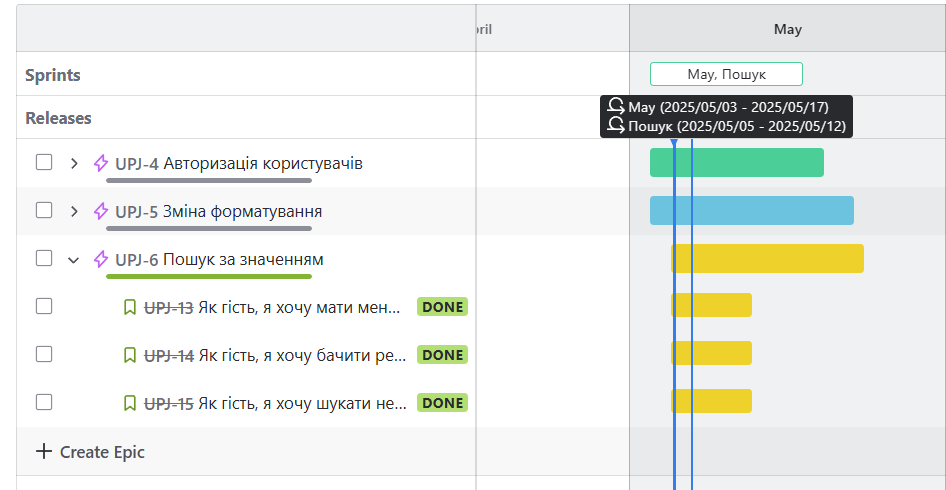 May
Sprints
May, Пошук
Releases
May (2025/05/03 - 2025/05/17)
Пошук (2025/05/05 - 2025/05/12)
UPJ-4 Авторизація користувачів
UPJ-5 Зміна форматування
UPJ-6 Пошук за значенням
UPJ-13 Як гість, я хочу мати мен... DONE
UPJ-14 Як гість, я хочу бачити ре... DONE
UPJ-15 Як гість, я хочу шукати не... DONE
Create Epic